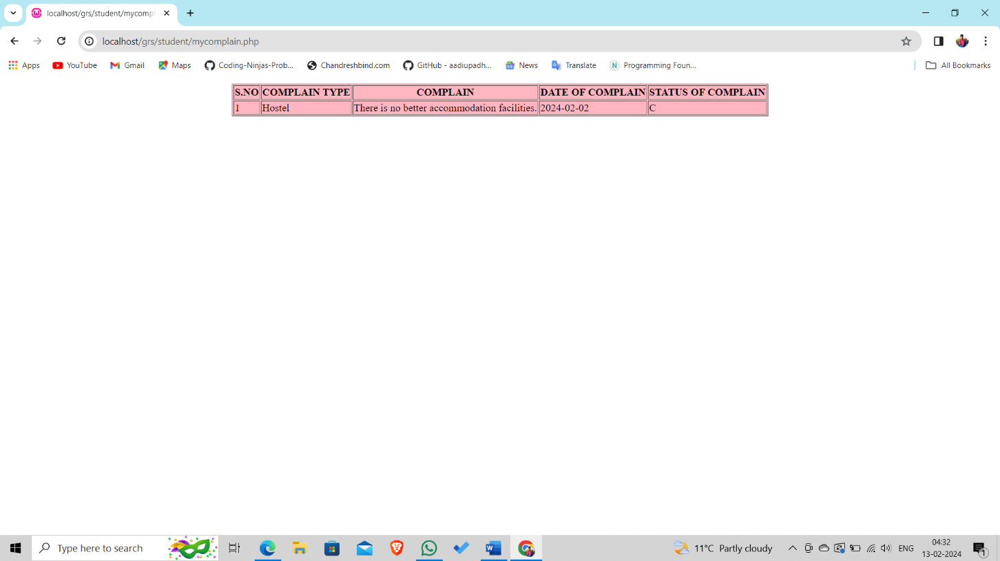 localhost/grs/student/mycompl
localhost/grs/student/mycomplain.php
Apps YouTube Gmail Maps Coding-Ninjas-Prob... Chandreshbind.com GitHub - aadiupadh... News Translate N Programming Foun... All Bookmarks
S.NO COMPLAIN TYPE COMPLAIN DATE OF COMPLAIN STATUS OF COMPLAIN
1 Hostel There is no better accommodation facilities. 2024-02-02 C
Type here to search 11°C Partly cloudy ENG 04:32
13-02-2024 1